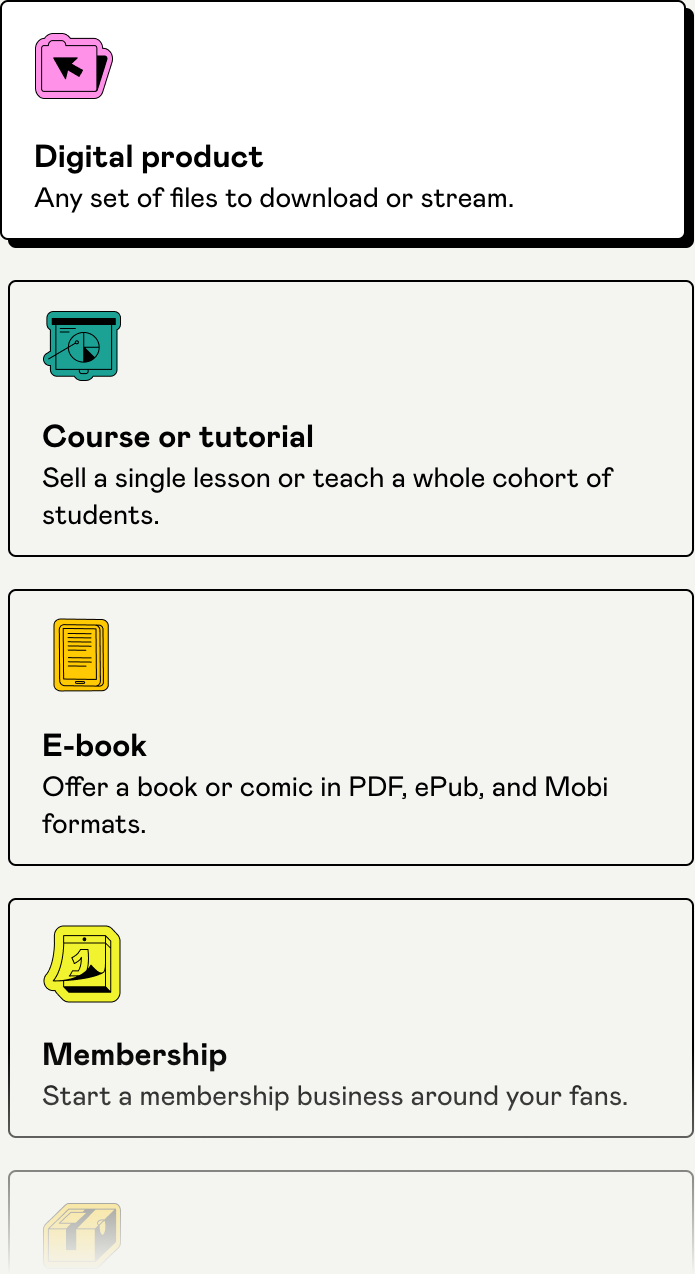 Digital product
Any set of files to download or stream.
Course or tutorial
Sell a single lesson or teach a whole cohort of
students.
E-book
Offer a book or comic in PDF, ePub, and Mobi
formats.
1
Membership
Start a membership business around your fans.